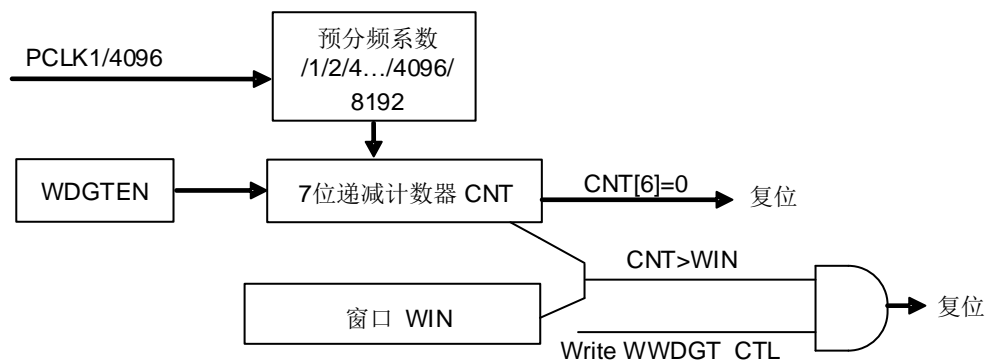 PCLK1/4096
预分频系数
/1/2/4…/4096/
8192
WDGTEN
7位递减计数器 CNT
CNT[6]=0
复位
CNT>WIN
窗口 WIN
复位
Write WWDGT_CTL